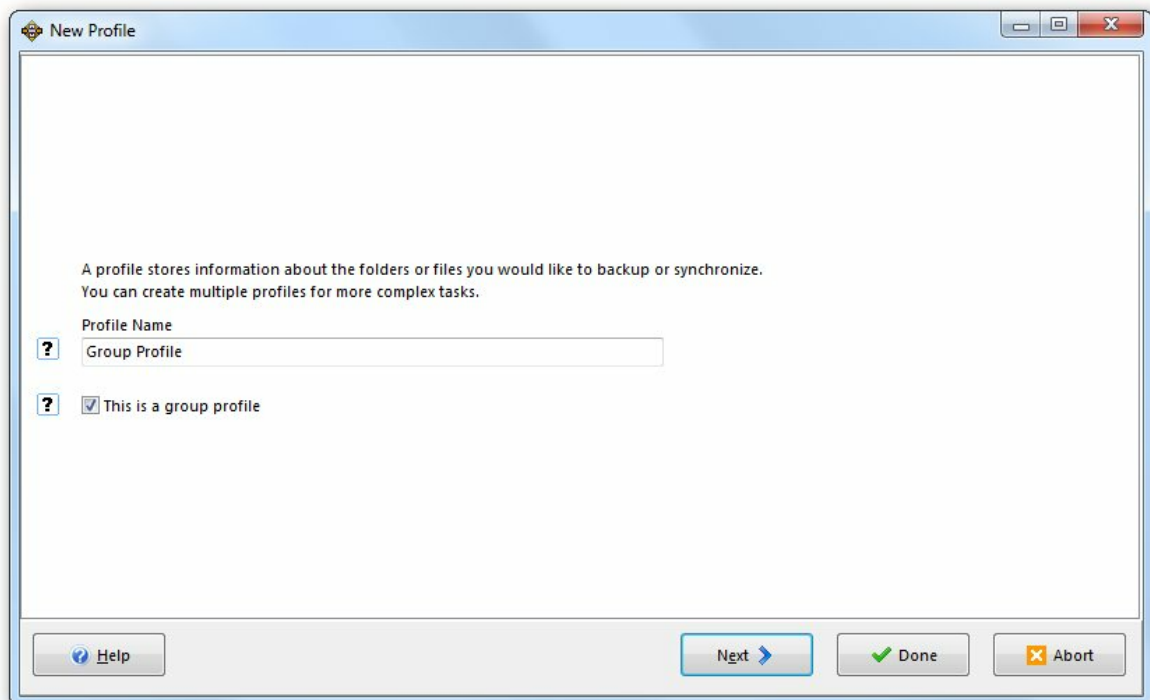 New Profile
A profile stores information about the folders or files you would like to backup or synchronize.
You can create multiple profiles for more complex tasks.
Profile Name
? Group Profile
? This is a group profile
Help Next Done Abort